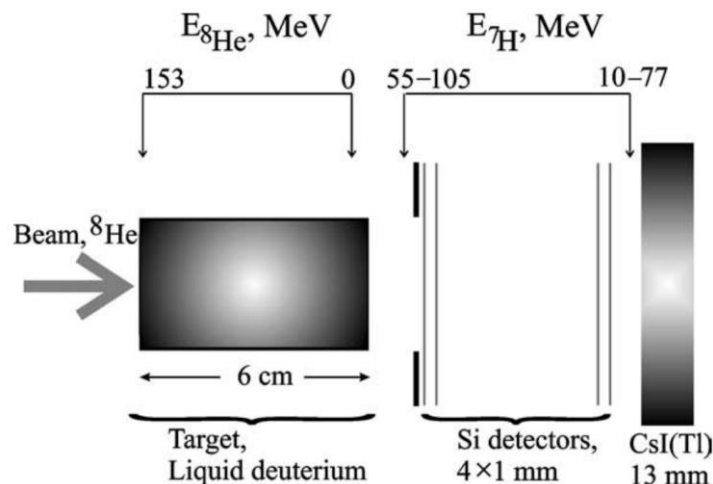 E8He, MeV E7H, MeV
153 0 55–105 10–77
Beam, 8He
6 cm
Target,
Liquid deuterium
Si detectors,
4×1 mm
CsI(Tl)
13 mm